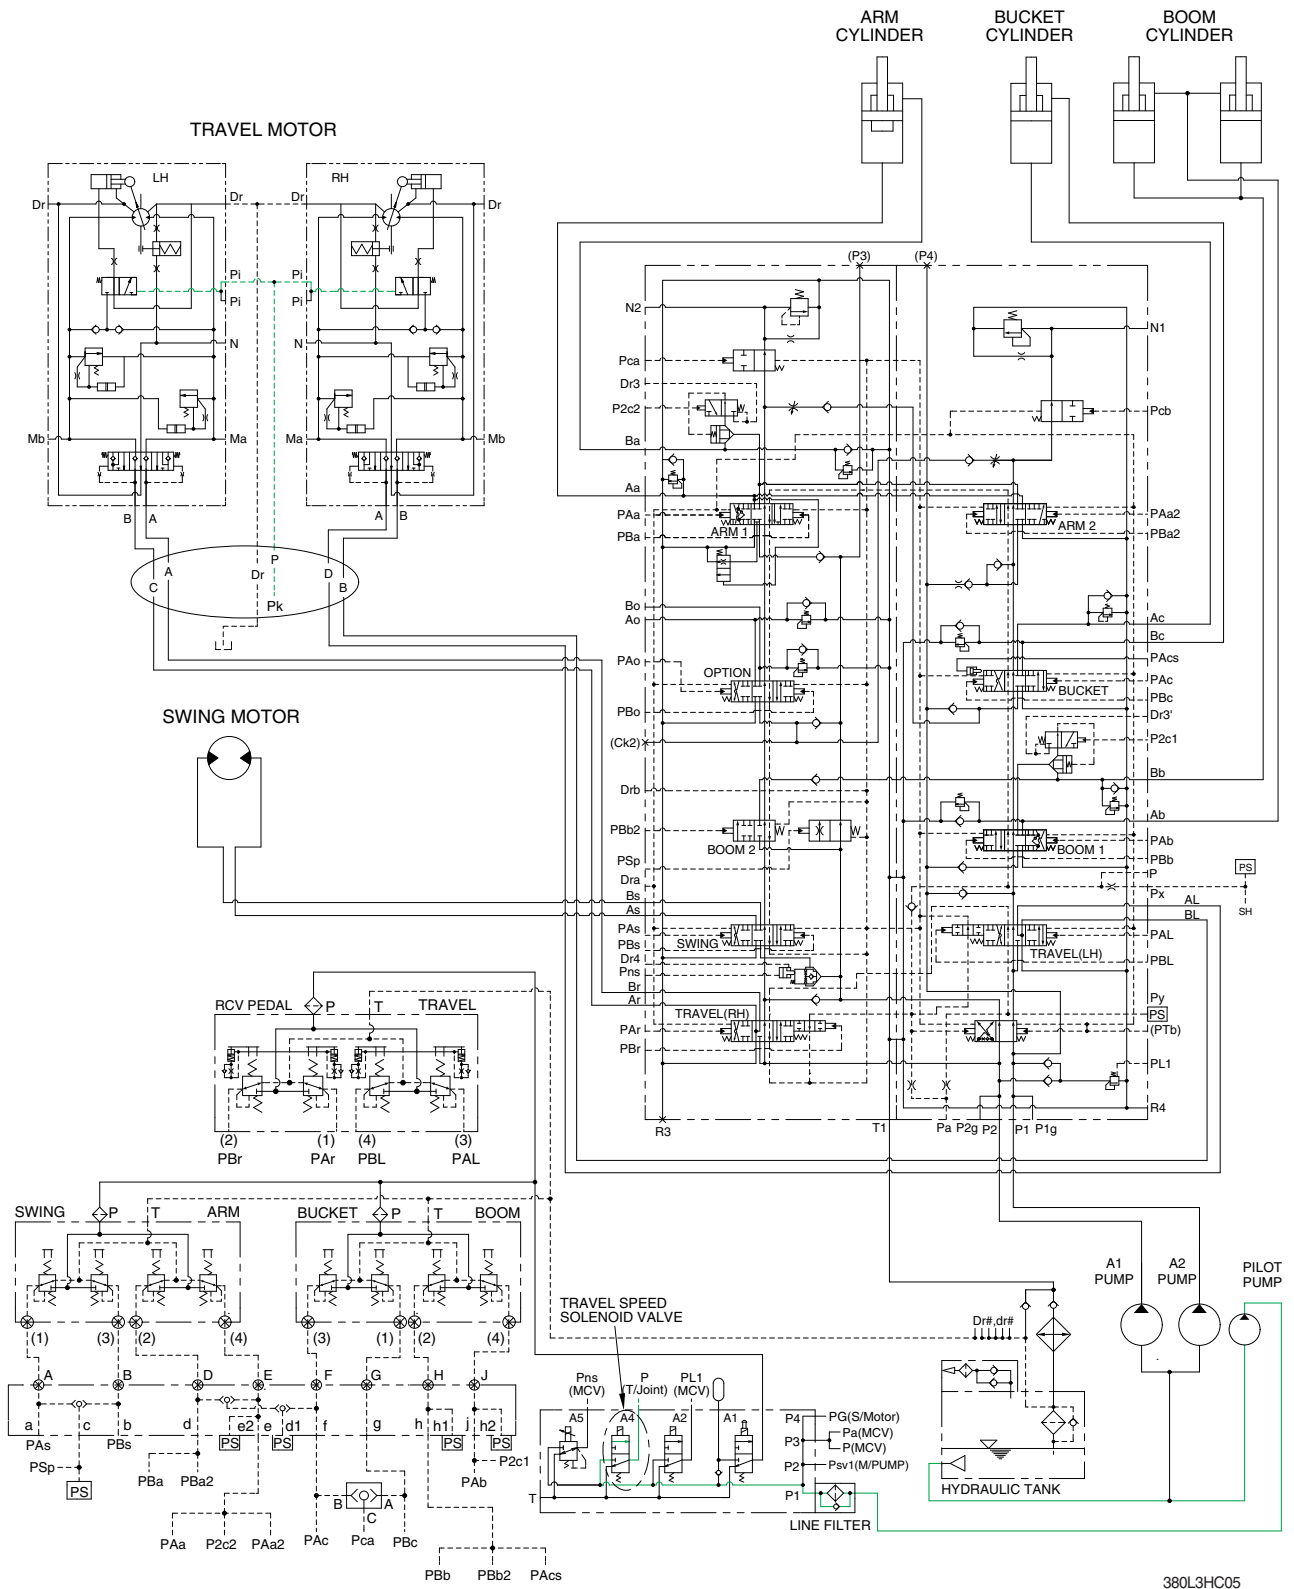 ARM
CYLINDER
BUCKET
CYLINDER
BOOM
CYLINDER
TRAVEL MOTOR
LH
RH
Dr
Dr
Dr
Dr
Pi
Pi
Pi
Pi
N
N
Mb
Ma
Ma
Mb
B
A
A
B
C
A
Dr
P
Pk
D
B
SWING MOTOR
(P3)
(P4)
N2
Pca
Dr3
P2c2
Ba
Aa
PAa
PBa
Bo
Ao
PAo
PBo
(Ck2)
Drb
PBb2
PSp
Dra
Bs
As
PAs
PBs
Dr4
Pns
Br
Ar
PAr
PBr
ARM 1
OPTION
BOOM 2
SWING
TRAVEL(RH)
ARM 2
BUCKET
BOOM 1
TRAVEL(LH)
N1
Pcb
PAa2
PBa2
Ac
Bc
PAcs
PAc
PBc
Dr3'
P2c1
Bb
Ab
PAb
PBb
P
Px
AL
BL
PAL
PBL
Py
PS
(PTb)
PL1
R4
PS
SH
R3
T1
Pa
P2g
P2
P1
P1g
RCV PEDAL
P
T
TRAVEL
(2)
(1)
(4)
(3)
PBr
PAr
PBL
PAL
SWING
P
T
ARM
BUCKET
P
T
BOOM
(1)
(3)
(2)
(4)
(3)
(1)
(2)
(4)
A
B
D
E
F
G
H
J
a
c
b
d
e2
e
d1
f
g
h
h1
j
h2
PS
PS
PS
PS
PAs
PBs
PSp
PS
PBa
PBa2
PAa
P2c2
PAa2
B
A
C
PAc
Pca
PBc
PAb
P2c1
PBb
PBb2
PAcs
TRAVEL SPEED
SOLENOID VALVE
Pns
(MCV)
P
(T/Joint)
PL1
(MCV)
A5
A4
A2
A1
T
P4
PG(S/Motor)
P3
Pa(MCV)
P(MCV)
P2
Psv1(M/PUMP)
P1
LINE FILTER
A1
PUMP
A2
PUMP
PILOT
PUMP
Dr#,dr#
HYDRAULIC TANK
380L3HC05